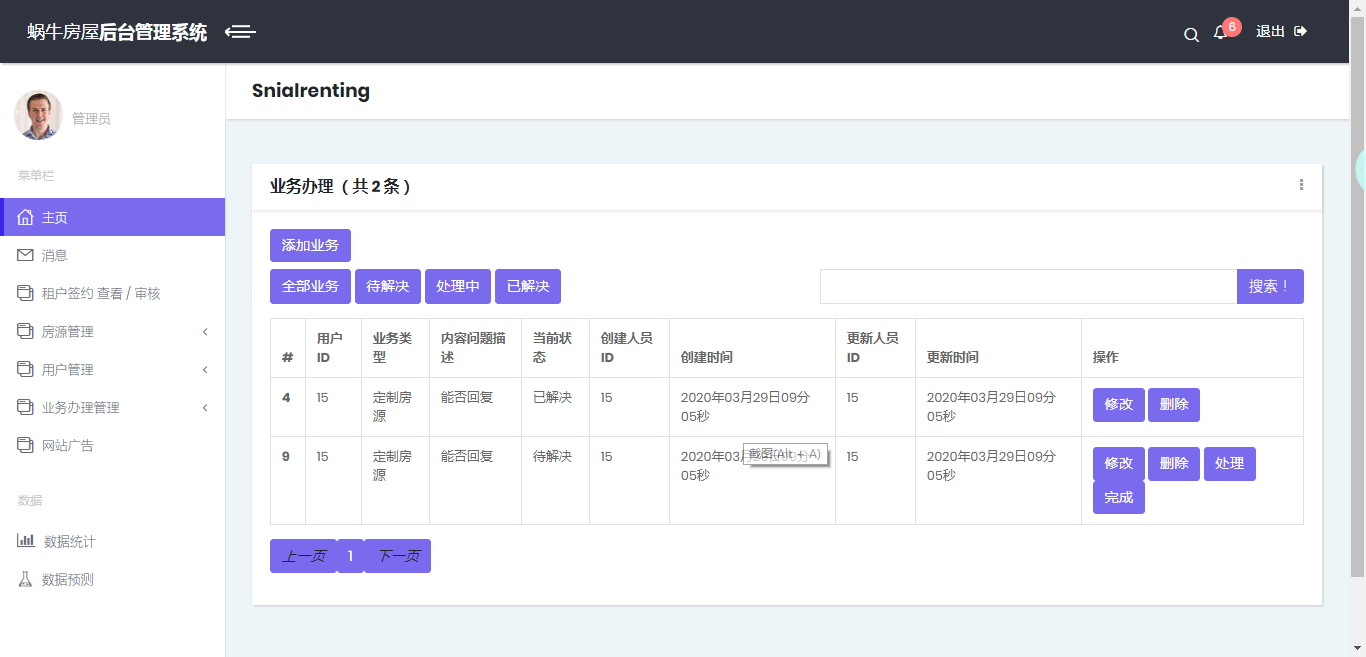 蜗牛房屋后台管理系统
6
退出
Snialrenting
管理员
菜单栏
主页
消息
租户签约 查看 / 审核
房源管理
用户管理
业务办理管理
网站广告
数据
数据统计
数据预测
业务办理（共 2 条）
添加业务
全部业务 待解决 处理中 已解决
搜索！
# 用户ID 业务类型 内容问题描述 当前状态 创建人员ID 创建时间 更新人员ID 更新时间 操作
4 15 定制房源 能否回复 已解决 15 2020年03月29日09分05秒 15 2020年03月29日09分05秒 修改 删除
9 15 定制房源 能否回复 待解决 15 2020年03月29日09分05秒 15 2020年03月29日09分05秒 修改 删除 处理 完成
截图(Alt + A)
上一页 1 下一页